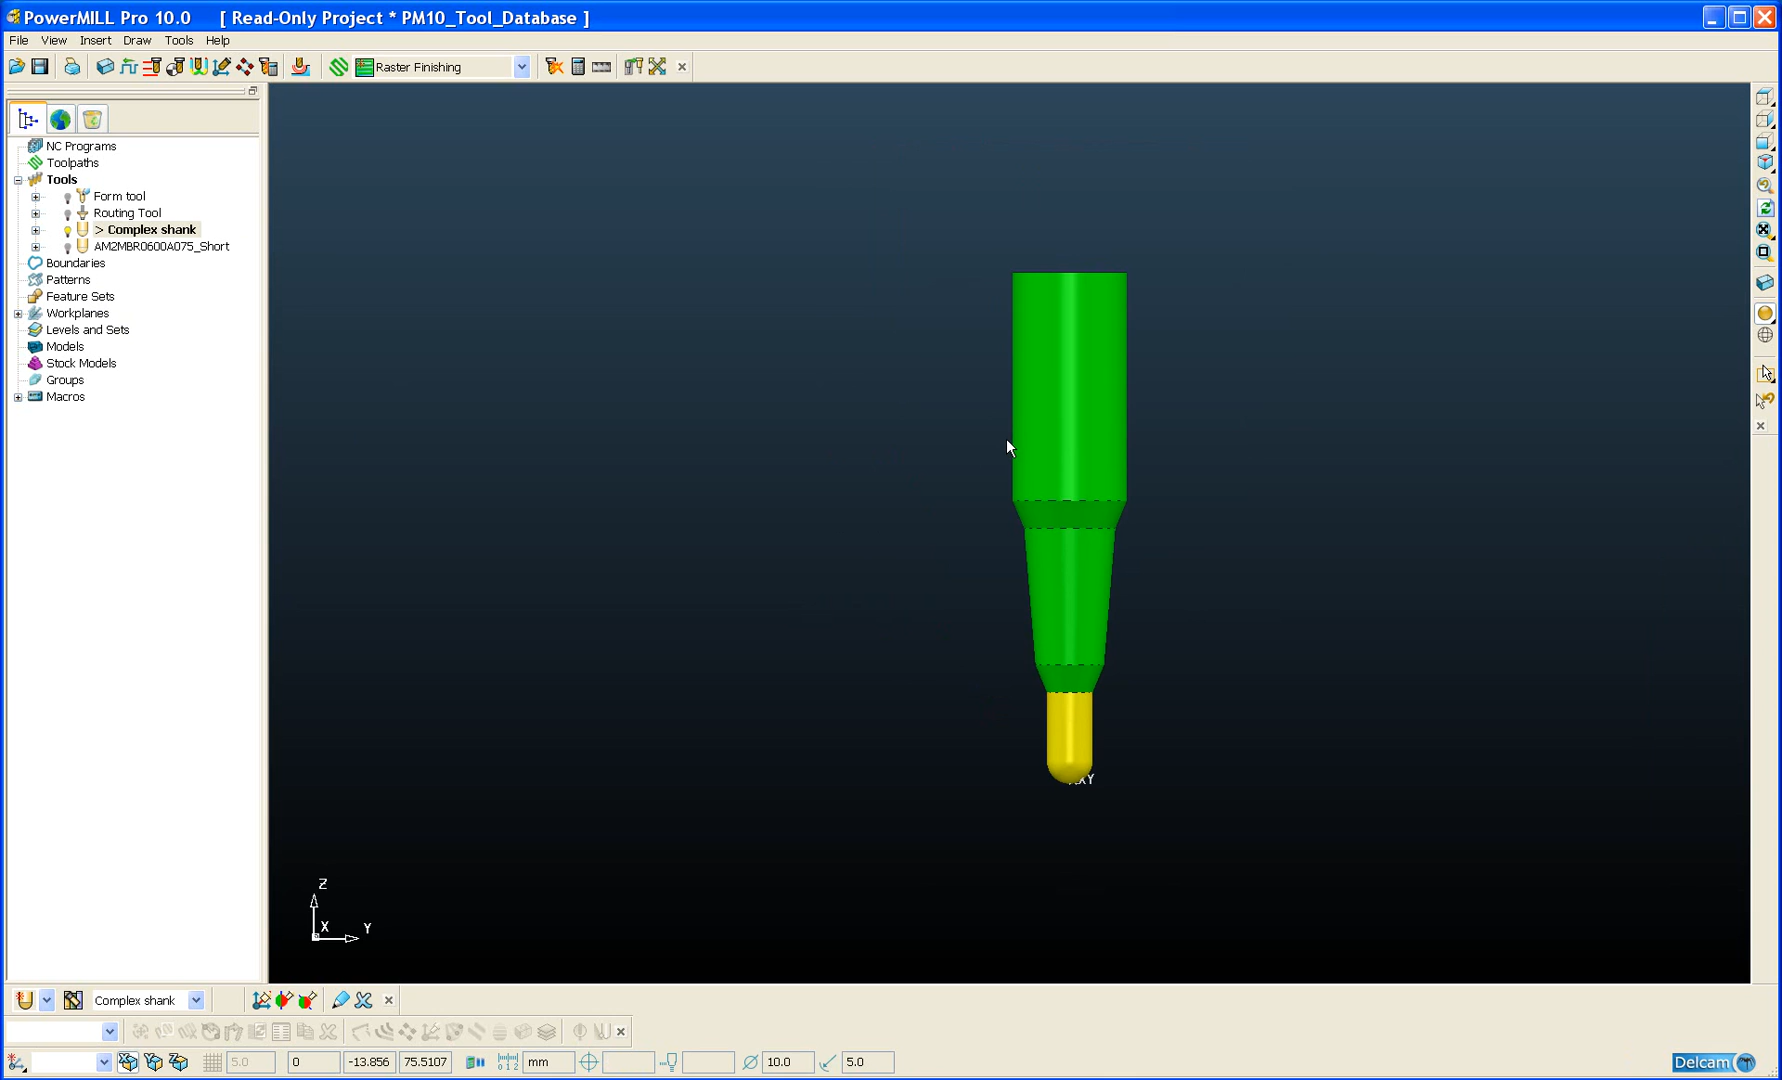 PowerMILL Pro 10.0 [ Read-Only Project * PM10_Tool_Database ]
File View Insert Draw Tools Help
Raster Finishing
NC Programs
Toolpaths
Tools
Form tool
Routing Tool
> Complex shank
AM2MBR0600A075_Short
Boundaries
Patterns
Feature Sets
Workplanes
Levels and Sets
Models
Stock Models
Groups
Macros
XY
Z
X Y
Complex shank
5.0 0 -13.856 75.5107 mm 10.0 5.0
Delcam